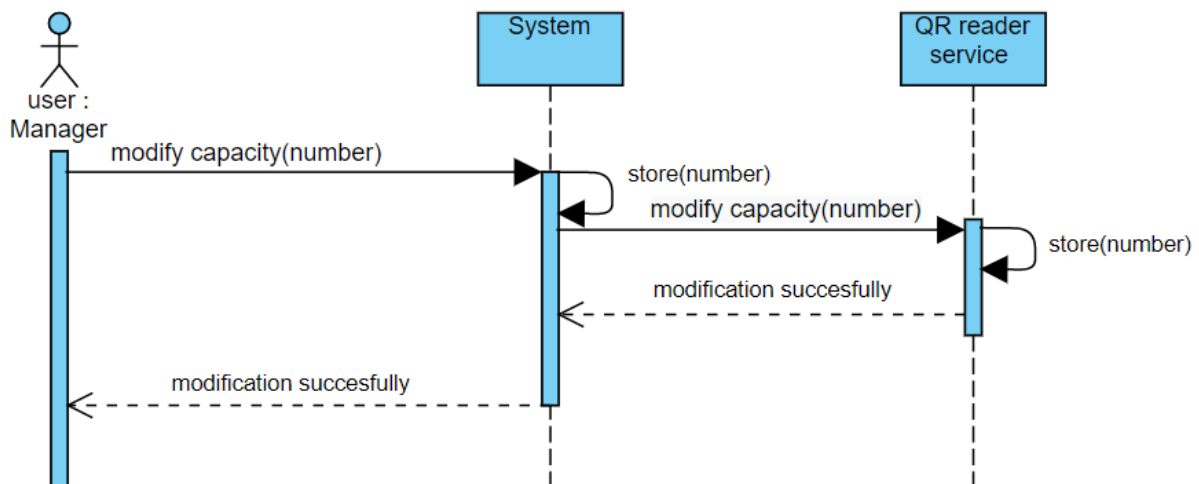 System
QR reader
service
user :
Manager
modify capacity(number)
store(number)
modify capacity(number)
store(number)
modification succesfully
modification succesfully